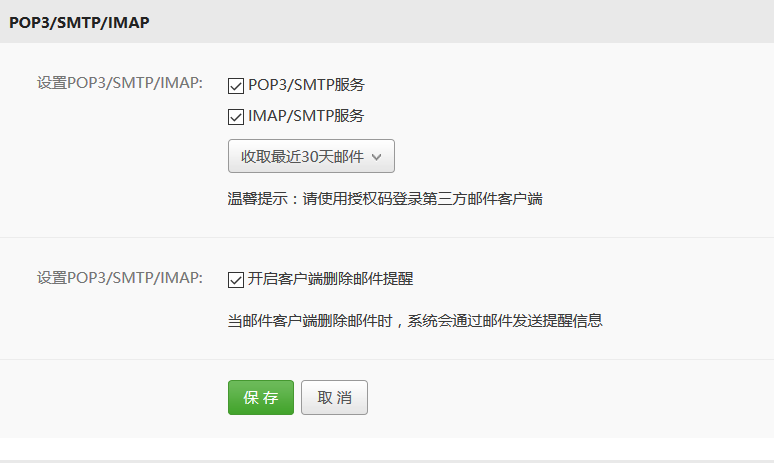 POP3/SMTP/IMAP
设置POP3/SMTP/IMAP:
POP3/SMTP服务
IMAP/SMTP服务
收取最近30天邮件
温馨提示：请使用授权码登录第三方邮件客户端
设置POP3/SMTP/IMAP:
开启客户端删除邮件提醒
当邮件客户端删除邮件时，系统会通过邮件发送提醒信息
保 存
取 消